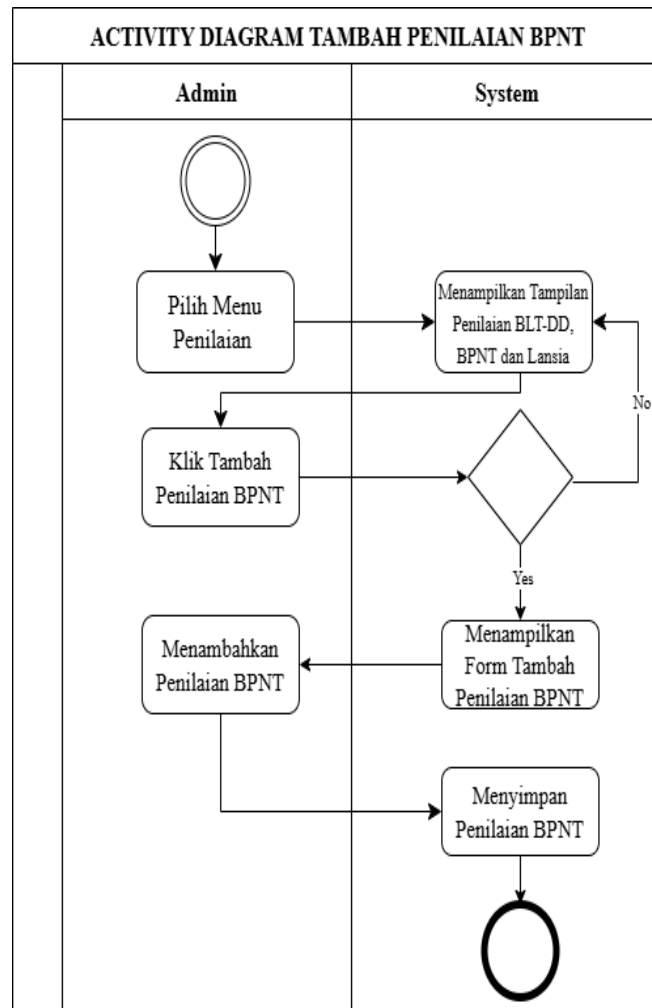 ACTIVITY DIAGRAM TAMBAH PENILAIAN BPNT
Admin
System
Pilih Menu
Penilaian
Menampilkan Tampilan
Penilaian BLT-DD,
BPNT dan Lansia
No
Klik Tambah
Penilaian BPNT
Yes
Menampilkan
Form Tambah
Penilaian BPNT
Menambahkan
Penilaian BPNT
Menyimpan
Penilaian BPNT